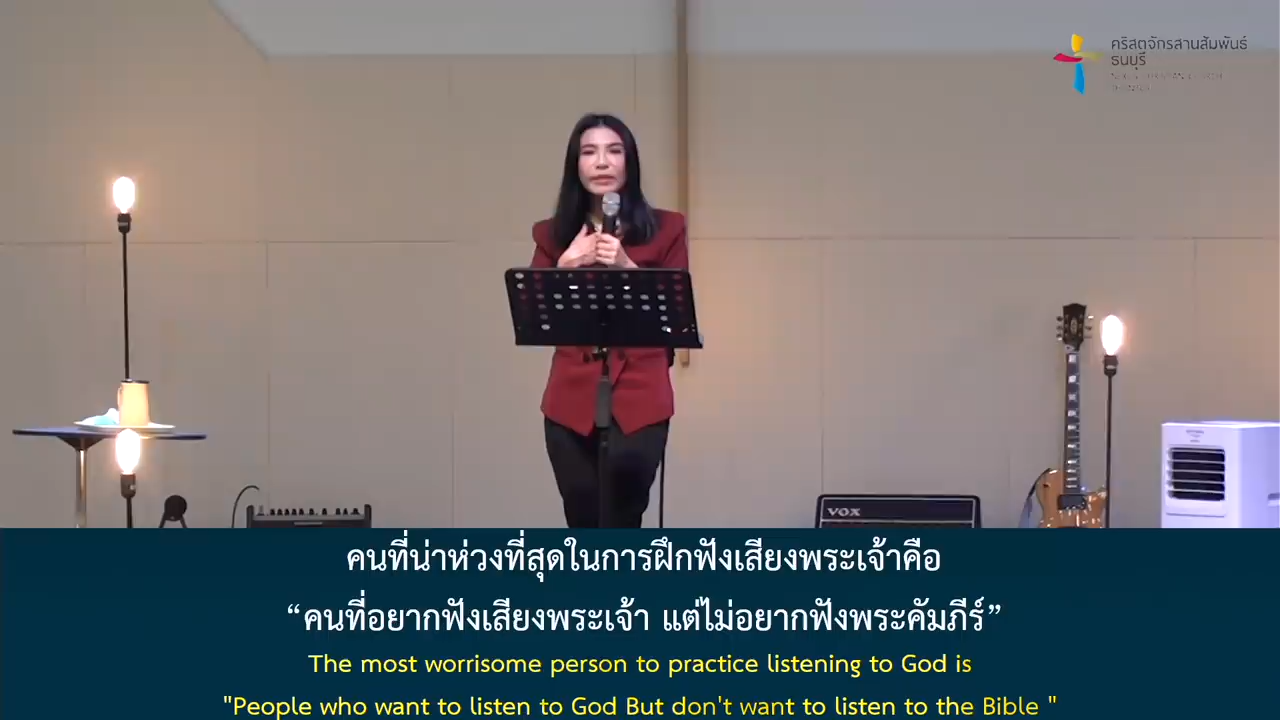 คริสตจักรสานสัมพันธ์
ธนบุรี
VOX
คนที่น่าห่วงที่สุดในการฝึกฟังเสียงพระเจ้าคือ
“คนที่อยากฟังเสียงพระเจ้า แต่ไม่อยากฟังพระคัมภีร์”
The most worrisome person to practice listening to God is
"People who want to listen to God But don't want to listen to the Bible "